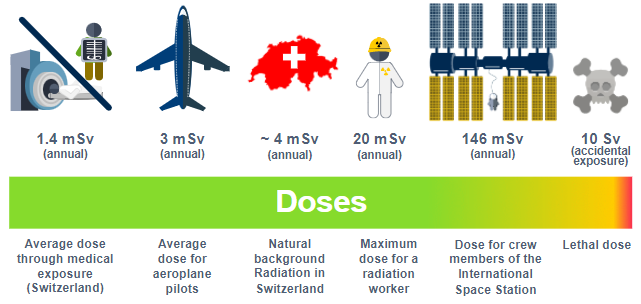 1.4 mSv
(annual)
3 mSv
(annual)
~ 4 mSv
(annual)
20 mSv
(annual)
146 mSv
(annual)
10 Sv
(accidental
exposure)
Doses
Average dose
through medical
exposure
(Switzerland)
Average
dose for
aeroplane
pilots
Natural
background
Radiation in
Switzerland
Maximum
dose for a
radiation
worker
Dose for crew
members of the
International
Space Station
Lethal dose